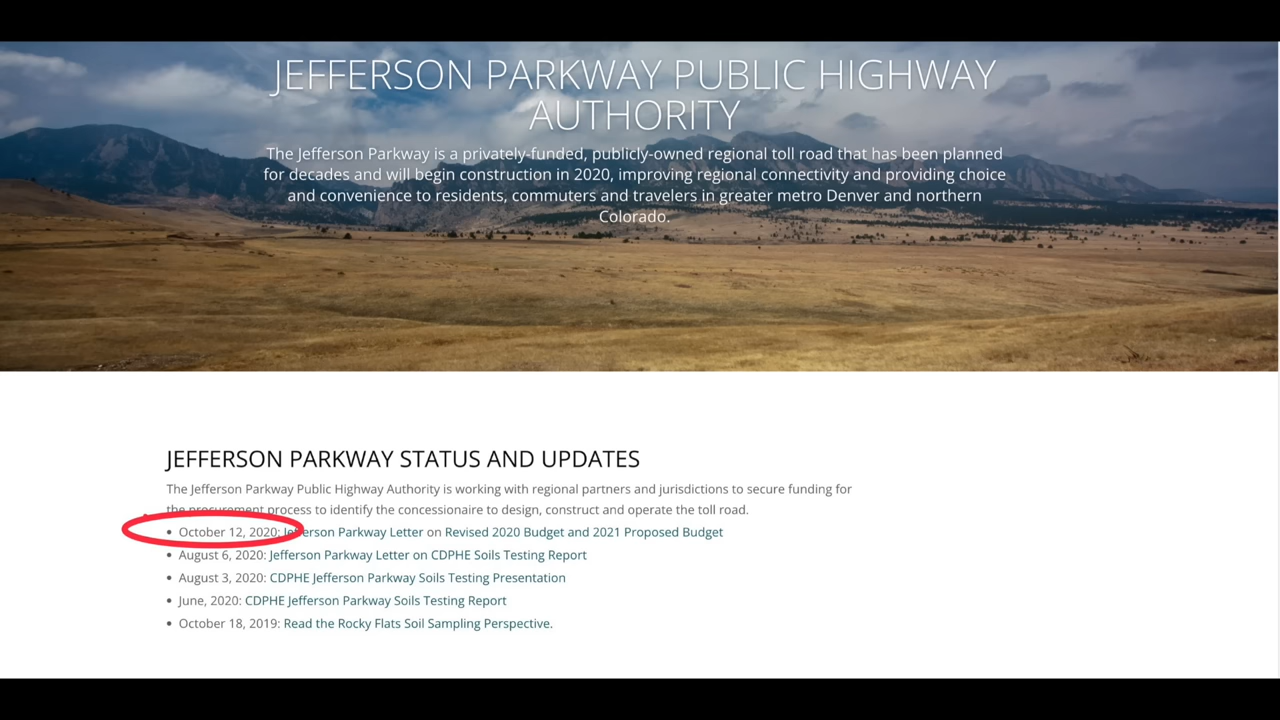 JEFFERSON PARKWAY PUBLIC HIGHWAY
AUTHORITY
The Jefferson Parkway is a privately-funded, publicly-owned regional toll road that has been planned
for decades and will begin construction in 2020, improving regional connectivity and providing choice
and convenience to residents, commuters and travelers in greater metro Denver and northern
Colorado.
JEFFERSON PARKWAY STATUS AND UPDATES
The Jefferson Parkway Public Highway Authority is working with regional partners and jurisdictions to secure funding for
the procurement process to identify the concessionaire to design, construct and operate the toll road.
• October 12, 2020: Jefferson Parkway Letter on Revised 2020 Budget and 2021 Proposed Budget
• August 6, 2020: Jefferson Parkway Letter on CDPHE Soils Testing Report
• August 3, 2020: CDPHE Jefferson Parkway Soils Testing Presentation
• June, 2020: CDPHE Jefferson Parkway Soils Testing Report
• October 18, 2019: Read the Rocky Flats Soil Sampling Perspective.